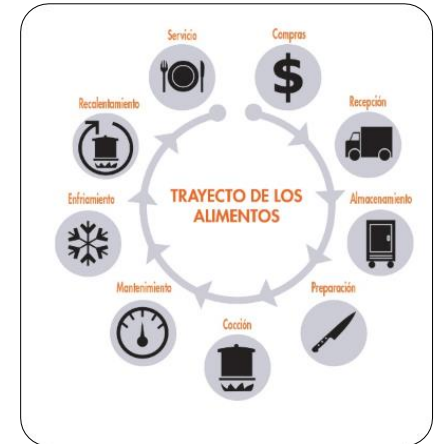 Servicio
Compras
$
Recalentamiento
Recepción
TRAYECTO DE LOS
ALIMENTOS
Enfriamiento
Almacenamiento
Mantenimiento
Preparación
Cocción